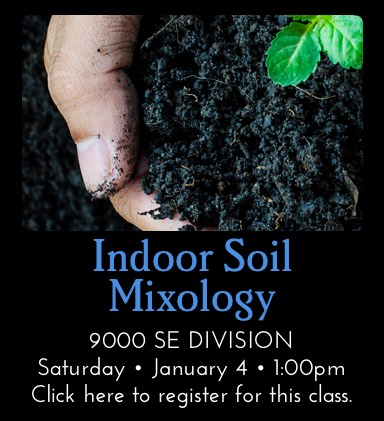 Indoor Soil
Mixology
9000 SE DIVISION
Saturday • January 4 • 1:00pm
Click here to register for this class.